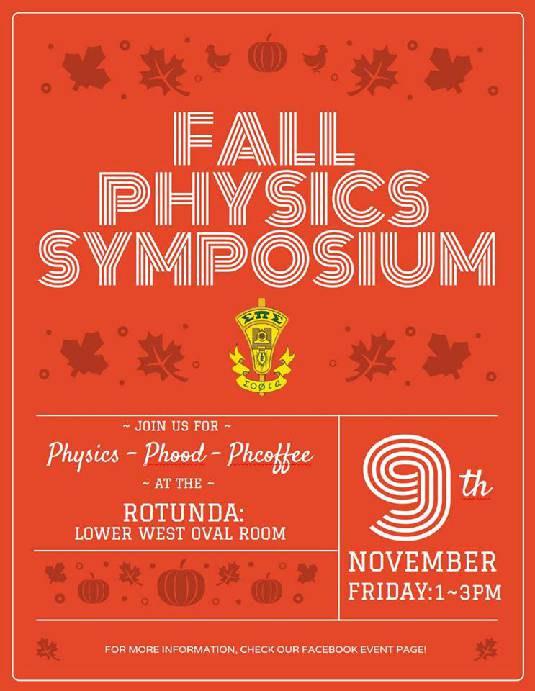 FALL
PHYSICS
SYMPOSIUM
ΣΠΣ
~ JOIN US FOR ~
Physics - Phood - Phcoffee
~ AT THE ~
ROTUNDA:
LOWER WEST OVAL ROOM
9th
NOVEMBER
FRIDAY:1~3PM
FOR MORE INFORMATION, CHECK OUR FACEBOOK EVENT PAGE!